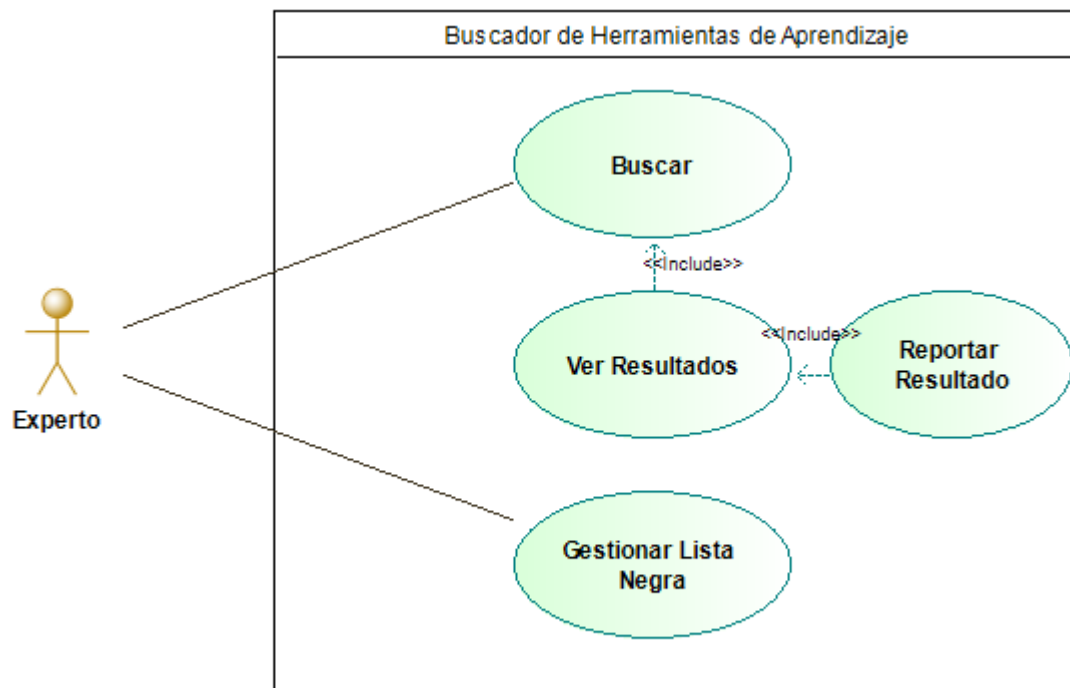 Buscador de Herramientas de Aprendizaje
Buscar
<<Include>>
Ver Resultados
<<Include>>
Reportar
Resultado
Experto
Gestionar Lista
Negra